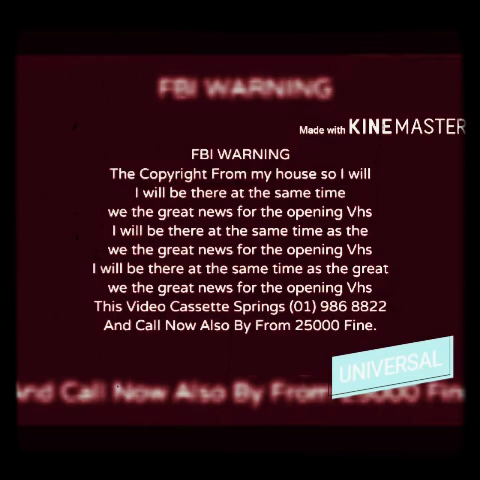 FBI WARNING
Made with KINEMASTER
FBI WARNING
The Copyright From my house so I will
I will be there at the same time
we the great news for the opening Vhs
I will be there at the same time as the
we the great news for the opening Vhs
I will be there at the same time as the great
we the great news for the opening Vhs
This Video Cassette Springs (01) 986 8822
And Call Now Also By From 25000 Fine.
UNIVERSAL
And Call Now Also By From 25000 Fin